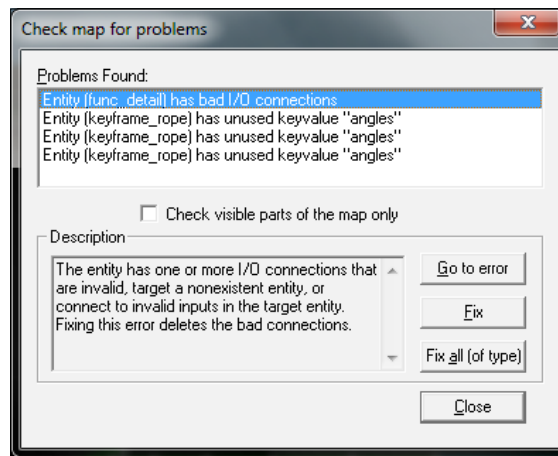 Check map for problems
Problems Found:
Entity (func_detail) has bad I/O connections
Entity (keyframe_rope) has unused keyvalue "angles"
Entity (keyframe_rope) has unused keyvalue "angles"
Entity (keyframe_rope) has unused keyvalue "angles"
Check visible parts of the map only
Description
The entity has one or more I/O connections that
are invalid, target a nonexistent entity, or
connect to invalid inputs in the target entity.
Fixing this error deletes the bad connections.
Go to error
Fix
Fix all (of type)
Close